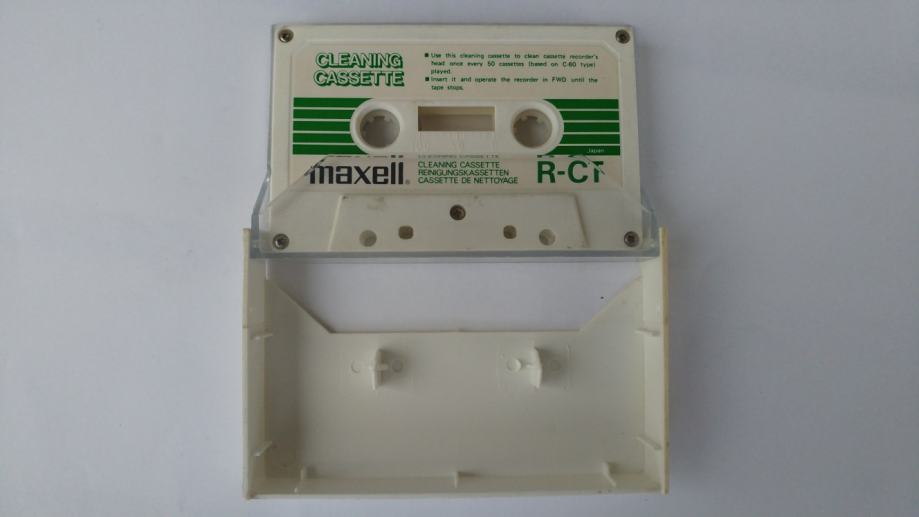 CLEANING
CASSETTE
■ Use this cleaning cassette to clean cassette recorder's
head once every 50 cassettes (based on C-60 type)
played.
■ Insert it and operate the recorder in FWD until the
tape stops.
Japan
maxell®
CLEANING CASSETTE
REINIGUNGSKASSETTEN
CASSETTE DE NETTOYAGE
R-CT